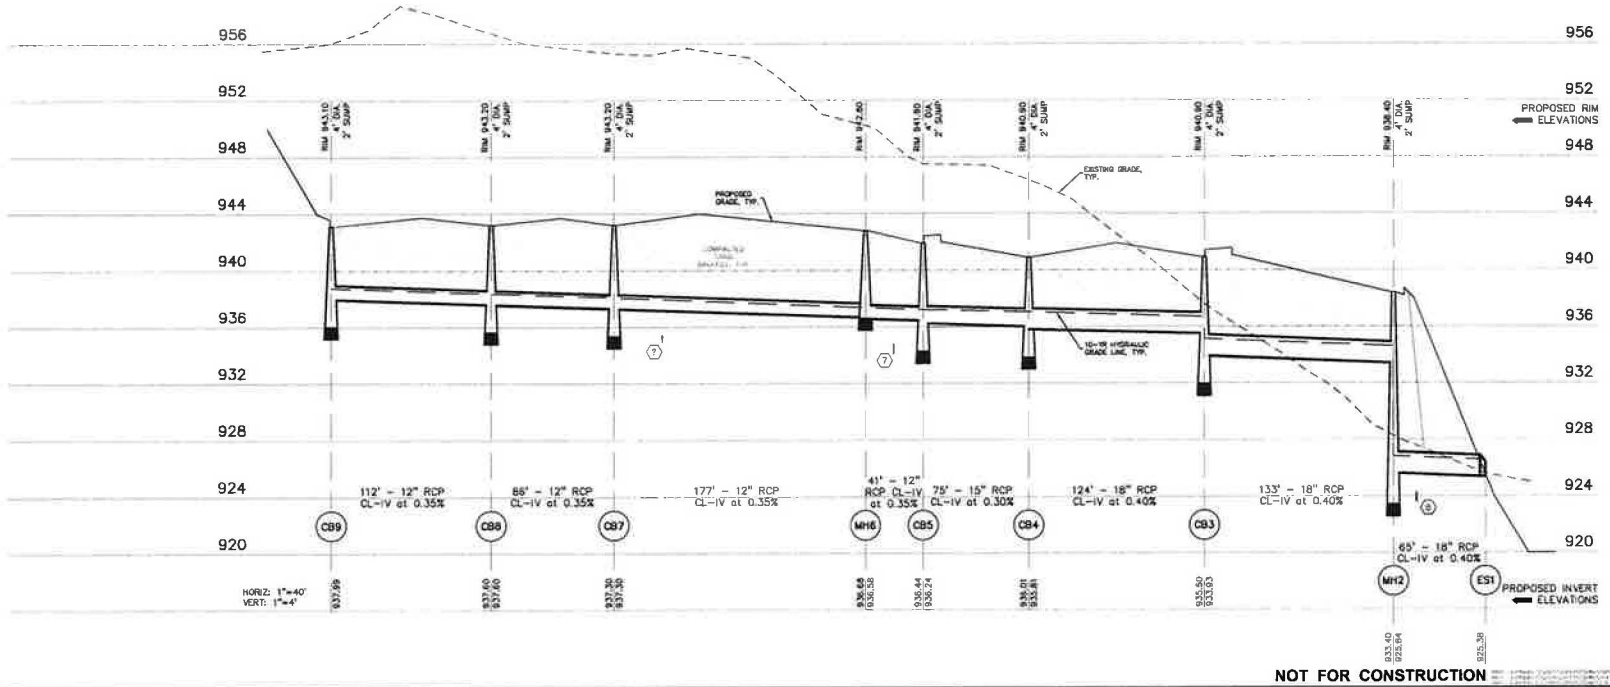 956
956
952
952
948
948
944
944
940
940
936
936
932
932
928
928
924
924
920
920
PROPOSED RIM
ELEVATIONS
RIM 943.10
4' DIA.
2' SUMP
RIM 943.20
4' DIA.
2' SUMP
RIM 943.20
4' DIA.
2' SUMP
RIM 942.80
RIM 941.90
4' DIA.
2' SUMP
RIM 940.90
4' DIA.
2' SUMP
RIM 940.90
4' DIA.
2' SUMP
RIM 938.40
4' DIA.
2' SUMP
EXISTING GRADE,
TYP.
PROPOSED
GRADE, TYP.
10-YR HYDRAULIC
GRADE LINE, TYP.
7
7
112' - 12" RCP
CL-IV at 0.35%
86' - 12" RCP
CL-IV at 0.35%
177' - 12" RCP
CL-IV at 0.35%
41' - 12"
RCP CL-IV
at 0.35%
75' - 15" RCP
CL-IV at 0.30%
124' - 18" RCP
CL-IV at 0.40%
133' - 18" RCP
CL-IV at 0.40%
65' - 18" RCP
CL-IV at 0.40%
CB9
CB8
CB7
MH6
CB5
CB4
CB3
MH2
ES1
HORIZ: 1"=40'
VERT: 1"=4'
937.99
937.60
937.60
937.30
937.30
936.68
936.58
936.44
936.24
936.01
935.81
935.50
933.93
933.40
925.64
925.38
PROPOSED INVERT
ELEVATIONS
NOT FOR CONSTRUCTION